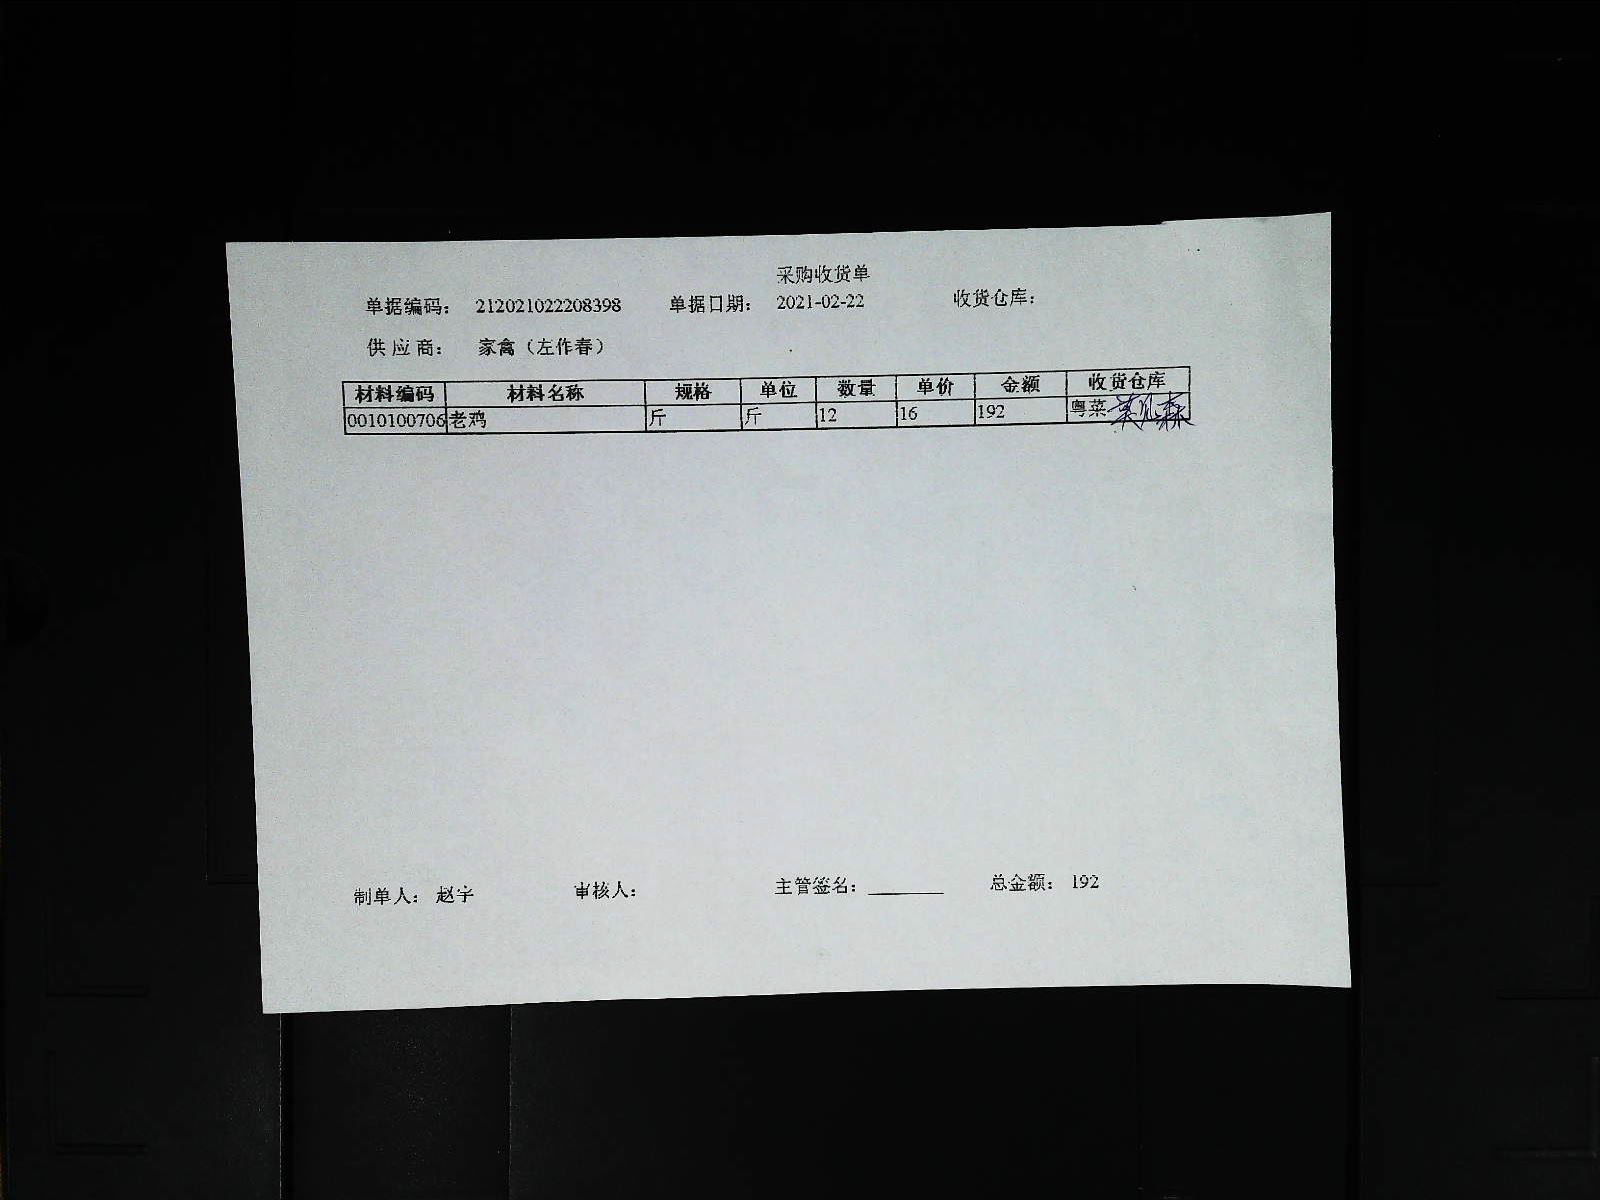 采购收货单
单据编码： 212021022208398 单据日期： 2021-02-22 收货仓库：
供应商： 家禽（左作春）
材料编码 材料名称 规格 单位 数量 单价 金额 收货仓库
0010100706 老鸡 斤 斤 12 16 192 粤菜
制单人： 赵宇 审核人： 主管签名： 总金额： 192